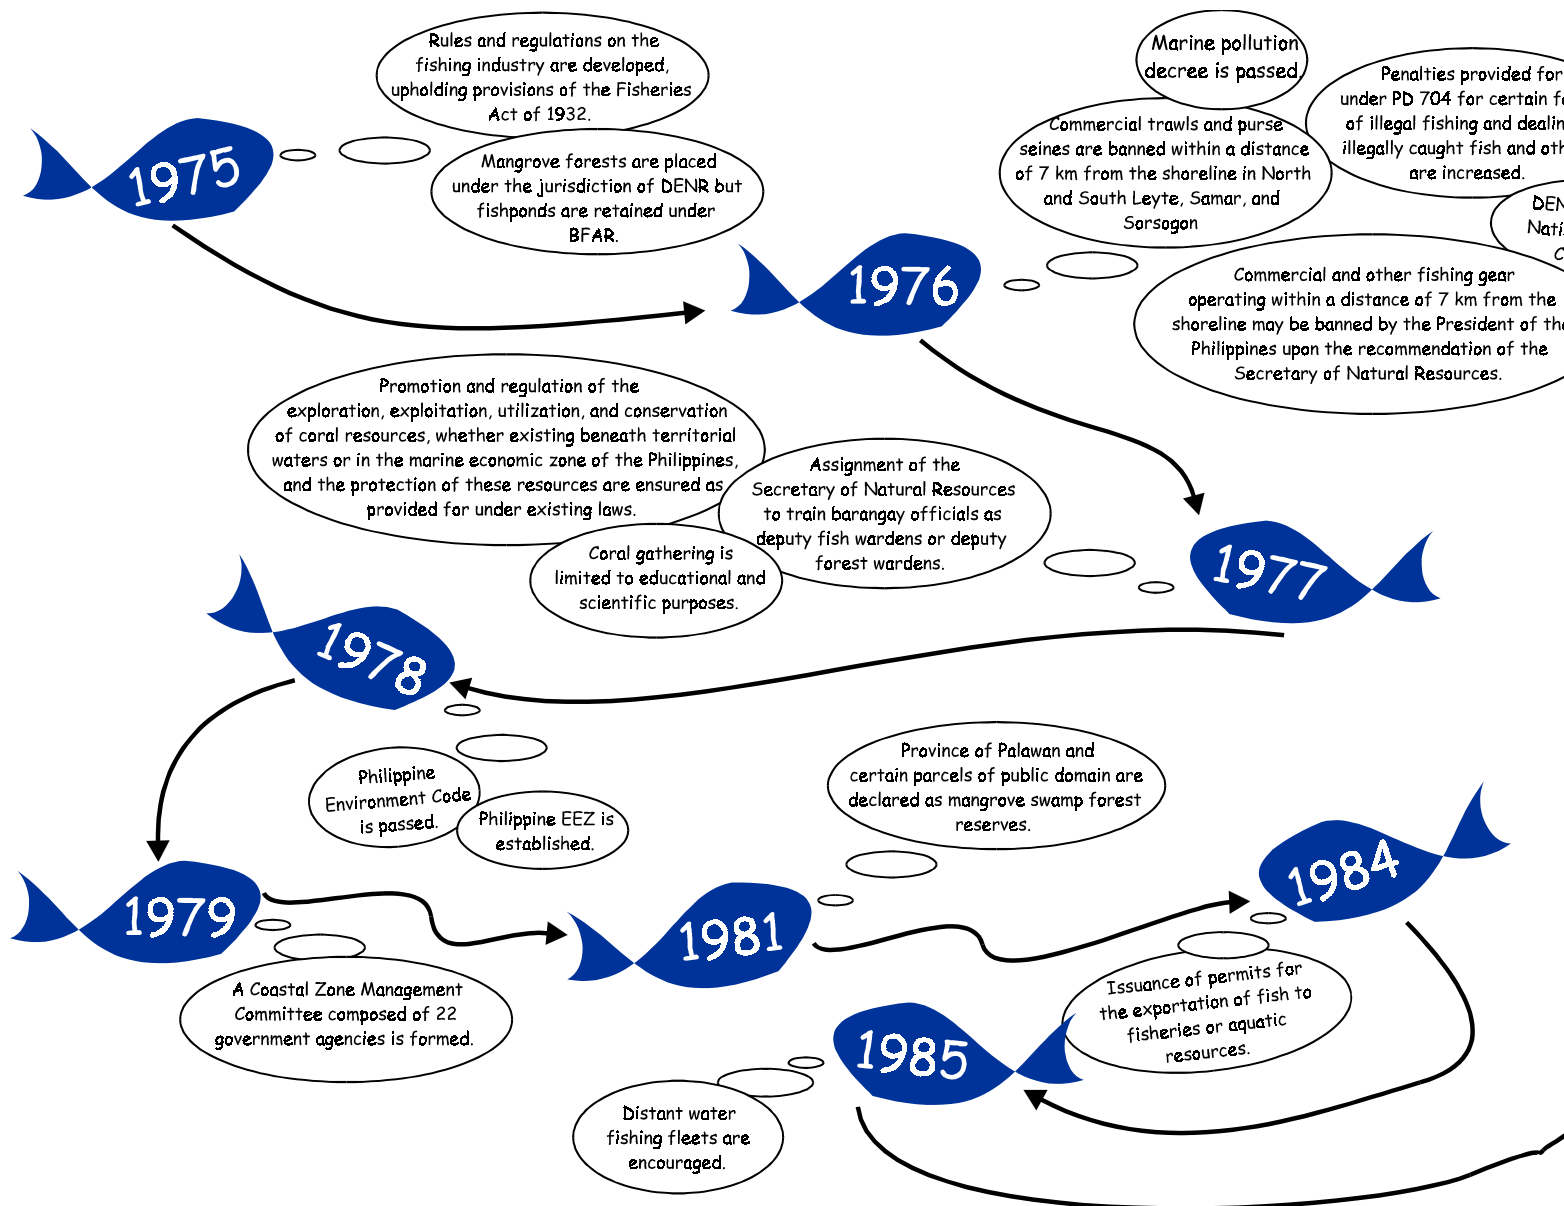 1975
Rules and regulations on the
fishing industry are developed,
upholding provisions of the Fisheries
Act of 1932.
Mangrove forests are placed
under the jurisdiction of DENR but
fishponds are retained under
BFAR.
1976
Marine pollution
decree is passed.
Commercial trawls and purse
seines are banned within a distance
of 7 km from the shoreline in North
and South Leyte, Samar, and
Sorsogon
Penalties provided for
under PD 704 for certain
of illegal fishing and
illegally caught fish and
are increased.
Commercial and other fishing gear
operating within a distance of 7 km from the
shoreline may be banned by the President of
Philippines upon the recommendation of the
Secretary of Natural Resources.
1977
Assignment of the
Secretary of Natural Resources
to train barangay officials as
deputy fish wardens or deputy
forest wardens.
Promotion and regulation of the
exploration, exploitation, utilization, and conservation
of coral resources, whether existing beneath territorial
waters or in the marine economic zone of the Philippines,
and the protection of these resources are ensured as
provided for under existing laws.
Coral gathering is
limited to educational and
scientific purposes.
1978
Philippine
Environment Code
is passed.
Philippine EEZ is
established.
1979
A Coastal Zone Management
Committee composed of 22
government agencies is formed.
1981
Province of Palawan and
certain parcels of public domain are
declared as mangrove swamp forest
reserves.
1984
Issuance of permits for
the exportation of fish to
fisheries or aquatic
resources.
1985
Distant water
fishing fleets are
encouraged.